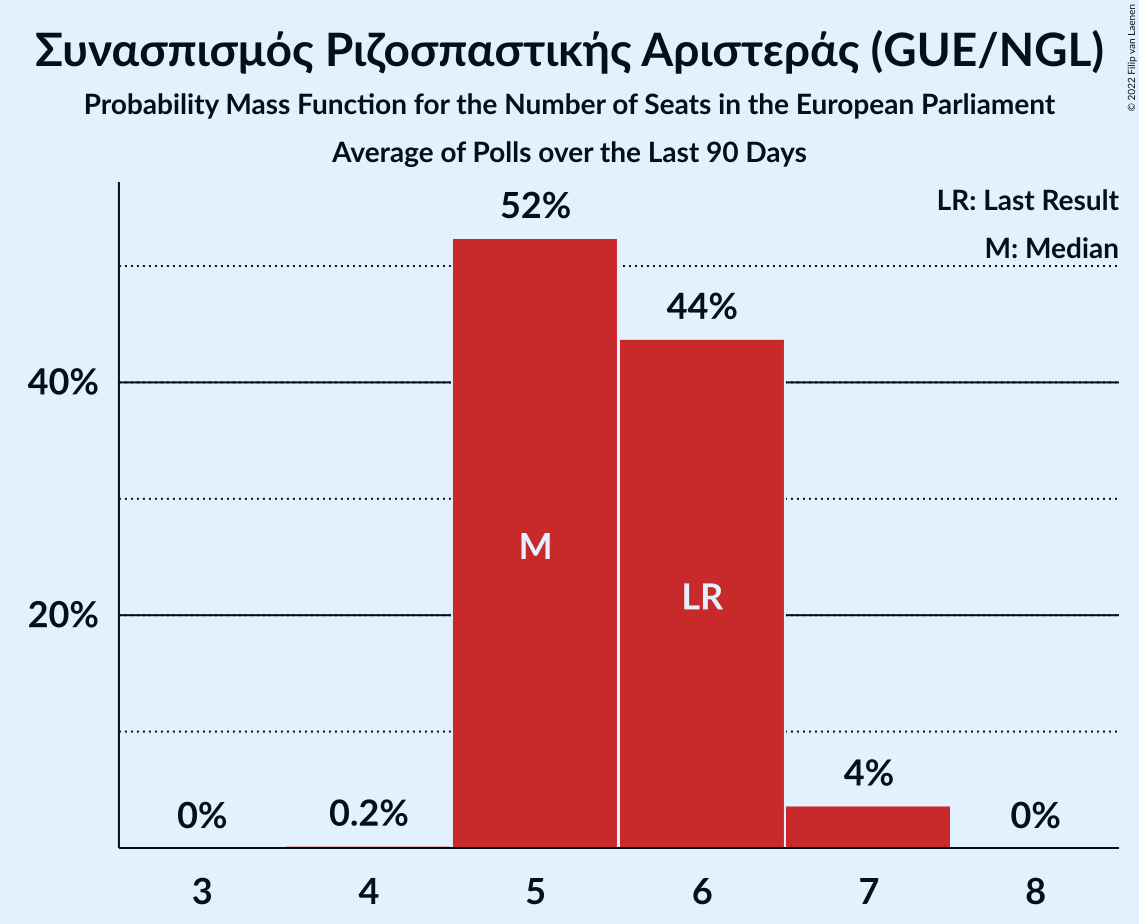 Συνασπισμός Ριζοσπαστικής Αριστεράς (GUE/NGL)
Probability Mass Function for the Number of Seats in the European Parliament
Average of Polls over the Last 90 Days
© 2022 Filip van Laenen
LR: Last Result
M: Median
52%
44%
40%
M
LR
20%
4%
0%
0.2%
0%
3
4
5
6
7
8